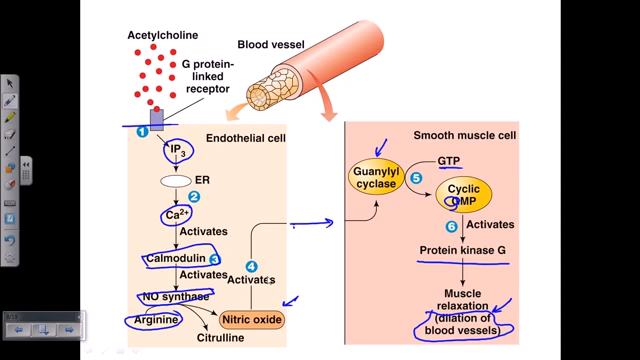 Acetylcholine
Blood vessel
G protein-
linked
receptor
1
Endothelial cell
Smooth muscle cell
IP3
ER
2
Ca2+
Activates
Calmodulin 3
Activates
NO synthase
Arginine
Citrulline
Nitric oxide
4
Activates
Guanylyl
cyclase
GTP
5
Cyclic
GMP
6 Activates
Protein kinase G
Muscle
relaxation
(dilation of
blood vessels)